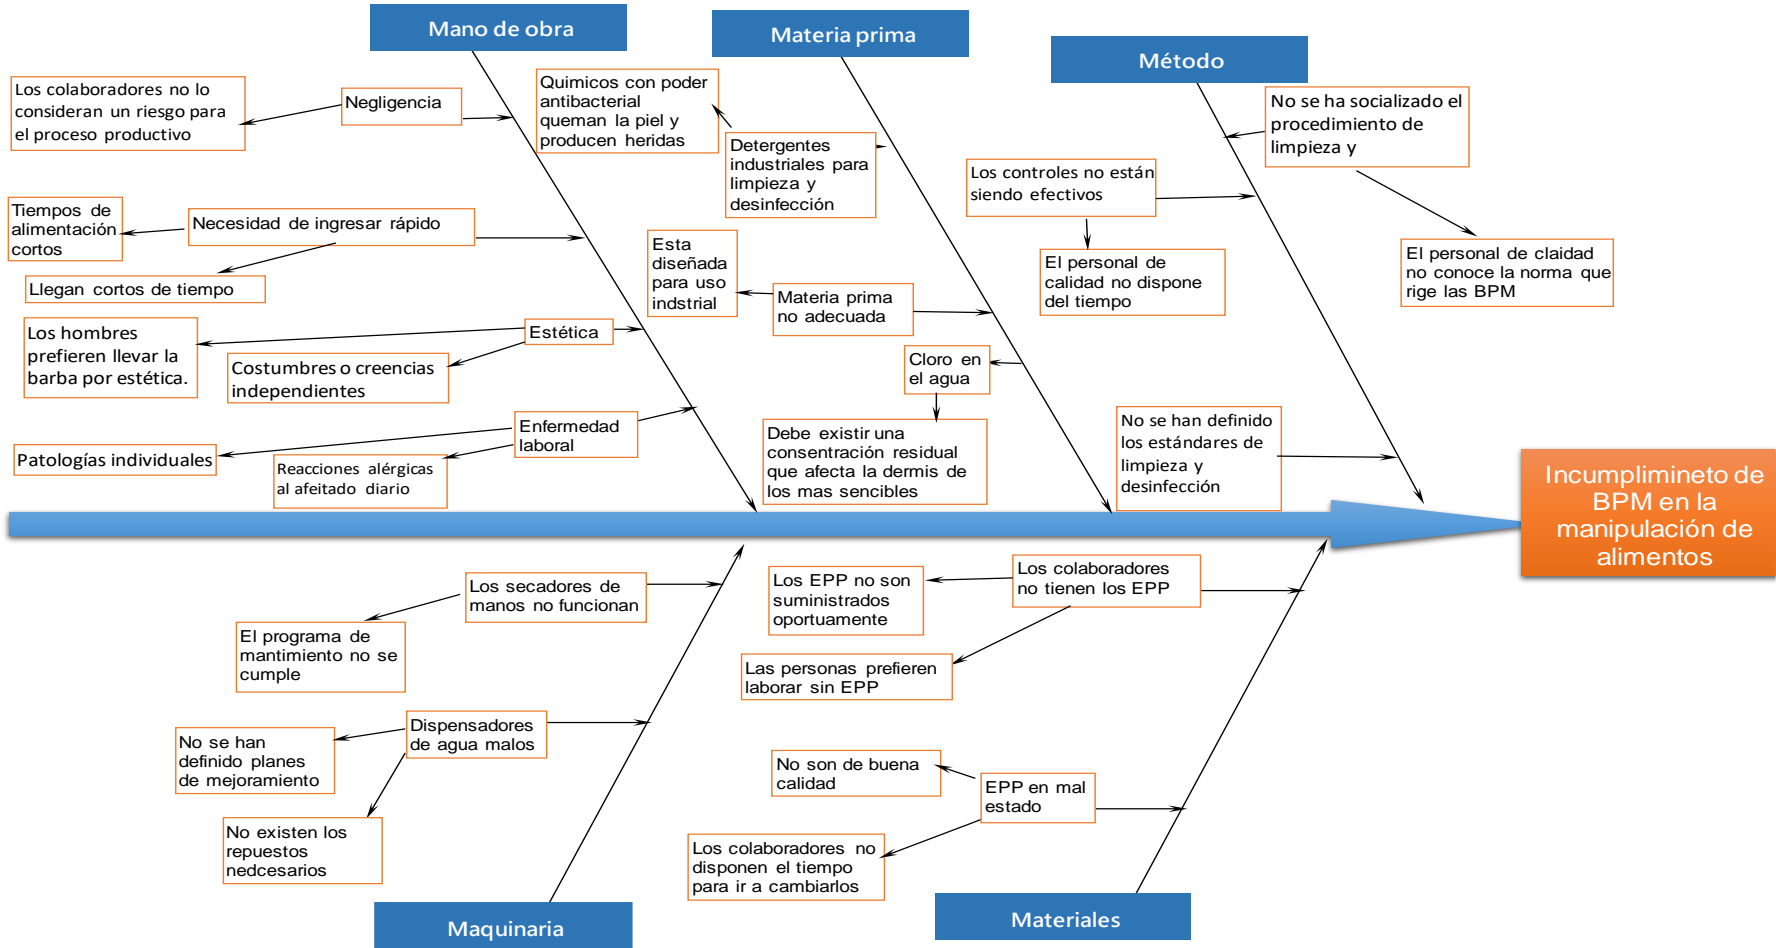 Mano de obra
Materia prima
Método
Los colaboradores no lo
consideran un riesgo para
el proceso productivo
Negligencia
Quimicos con poder
antibacterial
queman la piel y
producen heridas
Detergentes
industriales para
limpieza y
desinfección
No se ha socializado el
procedimiento de
limpieza y
Los controles no están
siendo efectivos
Tiempos de
alimentación
cortos
Necesidad de ingresar rápido
Llegan cortos de tiempo
Esta
diseñada
para uso
indstrial
Materia prima
no adecuada
El personal de
calidad no dispone
del tiempo
El personal de claidad
no conoce la norma que
rige las BPM
Los hombres
prefieren llevar la
barba por estética.
Estética
Costumbres o creencias
independientes
Cloro en
el agua
Patologías individuales
Enfermedad
laboral
Reacciones alérgicas
al afeitado diario
Debe existir una
consentración residual
que afecta la dermis de
los mas sencibles
No se han definido
los estándares de
limpieza y
desinfección
Incumplimineto de
BPM en la
manipulación de
alimentos
Los secadores de
manos no funcionan
El programa de
mantimiento no se
cumple
Los EPP no son
suministrados
oportuamente
Los colaboradores
no tienen los EPP
Las personas prefieren
laborar sin EPP
No se han
definido planes
de mejoramiento
Dispensadores
de agua malos
No existen los
repuestos
nedcesarios
No son de buena
calidad
EPP en mal
estado
Los colaboradores no
disponen el tiempo
para ir a cambiarlos
Maquinaria
Materiales